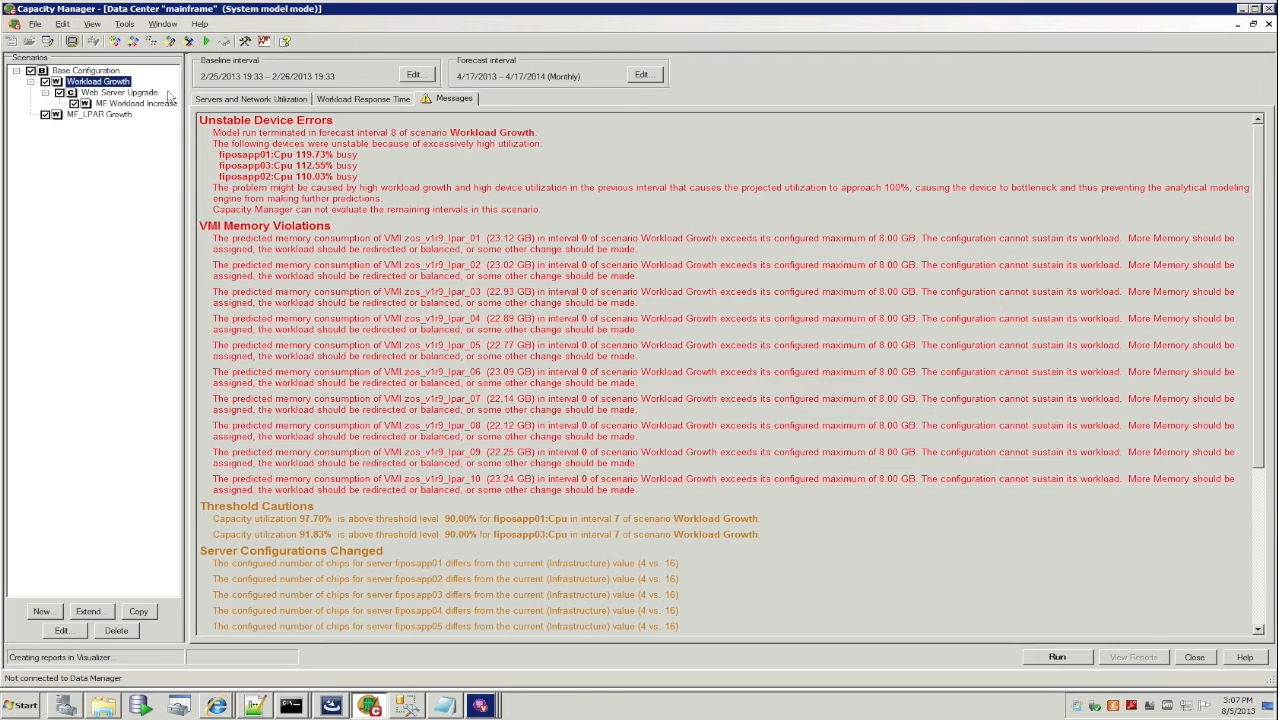 Capacity Manager - [Data Center "mainframe" (System model mode)]
File Edit View Tools Window Help
Scenarios
B Base Configuration
W Workload Growth
C Web Server Upgrade
W MF Workload Increase
W MF_LPAR Growth
New... Extend... Copy
Edit... Delete
Baseline interval
2/25/2013 19:33 – 2/26/2013 19:33 Edit...
Forecast interval
4/17/2013 – 4/17/2014 (Monthly) Edit...
Servers and Network Utilization Workload Response Time Messages
Unstable Device Errors
Model run terminated in forecast interval 8 of scenario Workload Growth.
The following devices were unstable because of excessively high utilization:
fiposapp01:Cpu 119.73% busy
fiposapp03:Cpu 112.55% busy
fiposapp02:Cpu 110.03% busy
The problem might be caused by high workload growth and high device utilization in the previous interval that causes the projected utilization to approach 100%, causing the device to bottleneck and thus preventing the analytical modeling
engine from making further predictions.
Capacity Manager can not evaluate the remaining intervals in this scenario.
VMI Memory Violations
The predicted memory consumption of VMI zos_v1r9_lpar_01 (23.12 GB) in interval 0 of scenario Workload Growth exceeds its configured maximum of 8.00 GB. The configuration cannot sustain its workload. More Memory should be
assigned, the workload should be redirected or balanced, or some other change should be made.
The predicted memory consumption of VMI zos_v1r9_lpar_02 (23.02 GB) in interval 0 of scenario Workload Growth exceeds its configured maximum of 8.00 GB. The configuration cannot sustain its workload. More Memory should be
assigned, the workload should be redirected or balanced, or some other change should be made.
The predicted memory consumption of VMI zos_v1r9_lpar_03 (22.93 GB) in interval 0 of scenario Workload Growth exceeds its configured maximum of 8.00 GB. The configuration cannot sustain its workload. More Memory should be
assigned, the workload should be redirected or balanced, or some other change should be made.
The predicted memory consumption of VMI zos_v1r9_lpar_04 (22.89 GB) in interval 0 of scenario Workload Growth exceeds its configured maximum of 8.00 GB. The configuration cannot sustain its workload. More Memory should be
assigned, the workload should be redirected or balanced, or some other change should be made.
The predicted memory consumption of VMI zos_v1r9_lpar_05 (22.77 GB) in interval 0 of scenario Workload Growth exceeds its configured maximum of 8.00 GB. The configuration cannot sustain its workload. More Memory should be
assigned, the workload should be redirected or balanced, or some other change should be made.
The predicted memory consumption of VMI zos_v1r9_lpar_06 (23.09 GB) in interval 0 of scenario Workload Growth exceeds its configured maximum of 8.00 GB. The configuration cannot sustain its workload. More Memory should be
assigned, the workload should be redirected or balanced, or some other change should be made.
The predicted memory consumption of VMI zos_v1r9_lpar_07 (22.14 GB) in interval 0 of scenario Workload Growth exceeds its configured maximum of 8.00 GB. The configuration cannot sustain its workload. More Memory should be
assigned, the workload should be redirected or balanced, or some other change should be made.
The predicted memory consumption of VMI zos_v1r9_lpar_08 (22.12 GB) in interval 0 of scenario Workload Growth exceeds its configured maximum of 8.00 GB. The configuration cannot sustain its workload. More Memory should be
assigned, the workload should be redirected or balanced, or some other change should be made.
The predicted memory consumption of VMI zos_v1r9_lpar_09 (22.25 GB) in interval 0 of scenario Workload Growth exceeds its configured maximum of 8.00 GB. The configuration cannot sustain its workload. More Memory should be
assigned, the workload should be redirected or balanced, or some other change should be made.
The predicted memory consumption of VMI zos_v1r9_lpar_10 (23.24 GB) in interval 0 of scenario Workload Growth exceeds its configured maximum of 8.00 GB. The configuration cannot sustain its workload. More Memory should be
assigned, the workload should be redirected or balanced, or some other change should be made.
Threshold Cautions
Capacity utilization 97.70% is above threshold level 90.00% for fiposapp01:Cpu in interval 7 of scenario Workload Growth.
Capacity utilization 91.83% is above threshold level 90.00% for fiposapp03:Cpu in interval 7 of scenario Workload Growth.
Server Configurations Changed
The configured number of chips for server fiposapp01 differs from the current (Infrastructure) value (4 vs. 16)
The configured number of chips for server fiposapp02 differs from the current (Infrastructure) value (4 vs. 16)
The configured number of chips for server fiposapp03 differs from the current (Infrastructure) value (4 vs. 16)
The configured number of chips for server fiposapp04 differs from the current (Infrastructure) value (4 vs. 16)
The configured number of chips for server fiposapp05 differs from the current (Infrastructure) value (4 vs. 16)
Creating reports in Visualizer...
Run View Reports Close Help
Not connected to Data Manager
Start
3:07 PM
8/5/2013